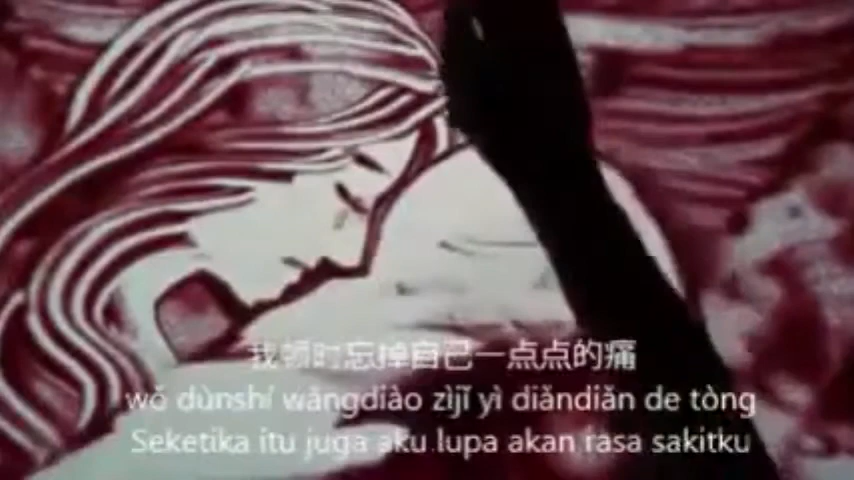 我顿时忘掉自己一点点的痛
wǒ dùnshí wàngdiào zìjǐ yì diǎndiǎn de tòng
Seketika itu juga aku lupa akan rasa sakitku